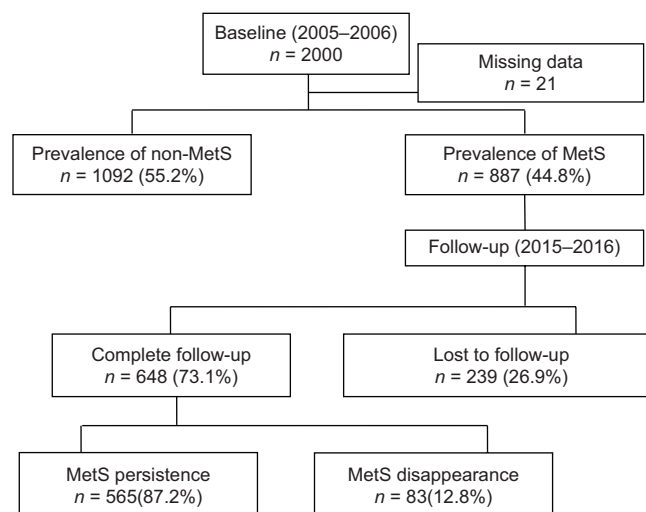 Baseline (2005–2006)
n = 2000
Missing data
n = 21
Prevalence of non-MetS
n = 1092 (55.2%)
Prevalence of MetS
n = 887 (44.8%)
Follow-up (2015–2016)
Complete follow-up
n = 648 (73.1%)
Lost to follow-up
n = 239 (26.9%)
MetS persistence
n = 565(87.2%)
MetS disappearance
n = 83(12.8%)